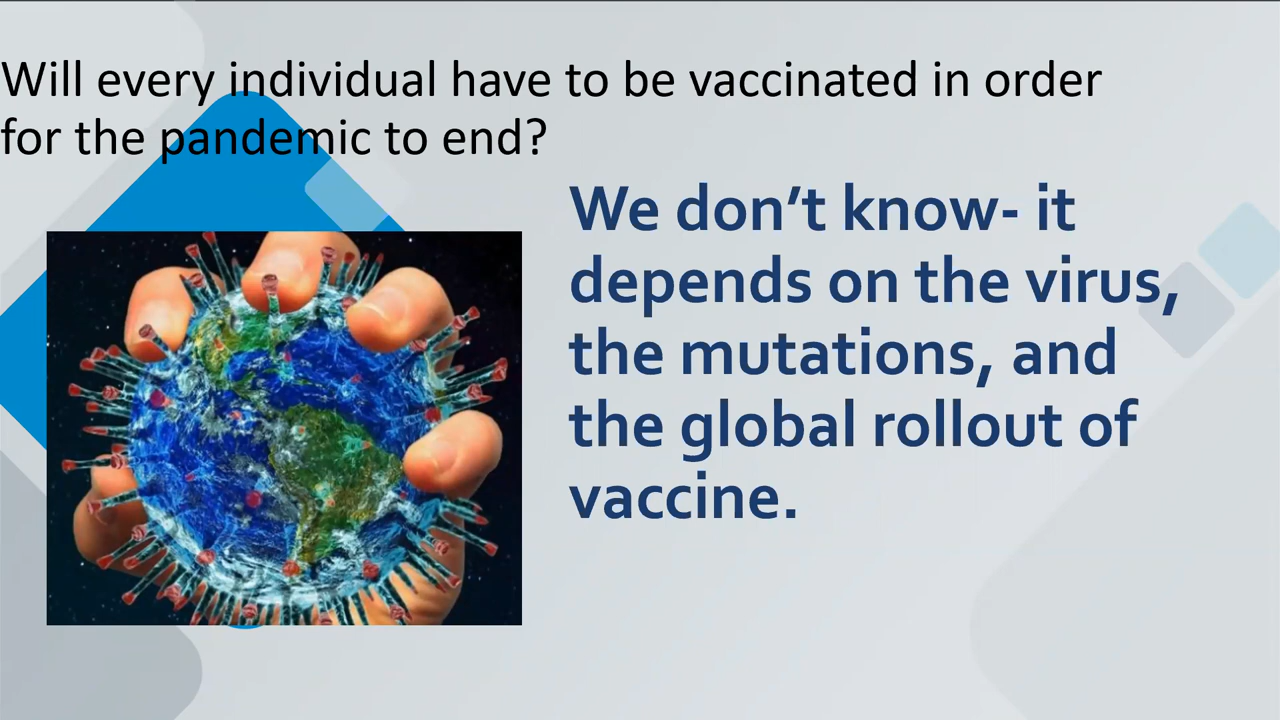 Will every individual have to be vaccinated in order
for the pandemic to end?
We don’t know- it
depends on the virus,
the mutations, and
the global rollout of
vaccine.